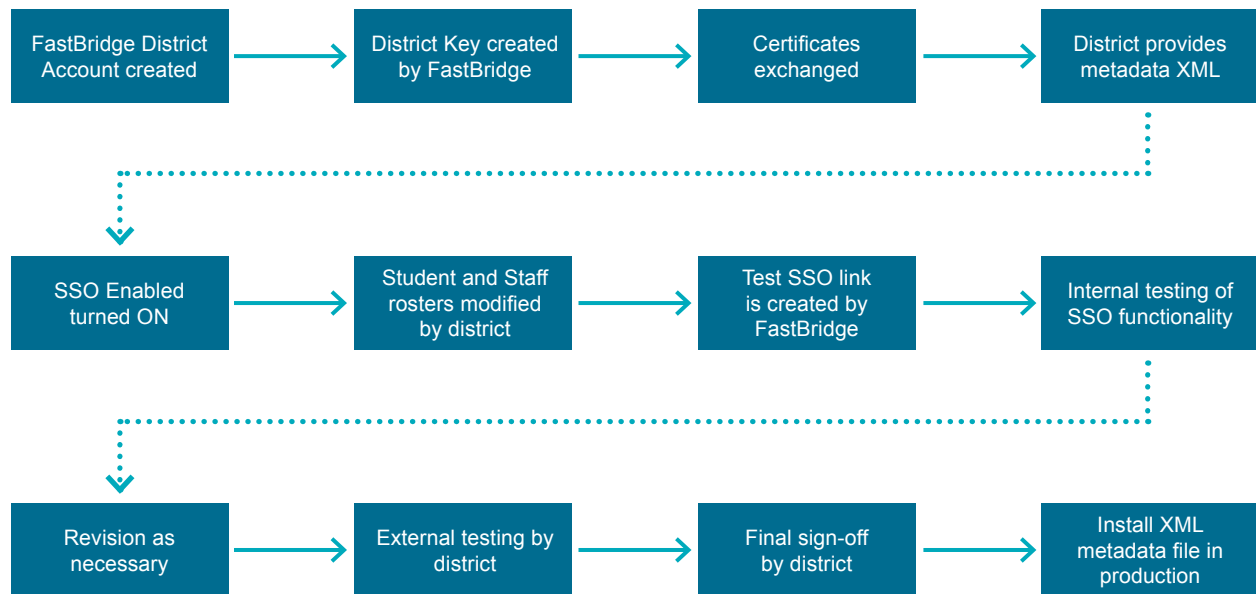 FastBridge District
Account created
District Key created
by FastBridge
Certificates
exchanged
District provides
metadata XML
SSO Enabled
turned ON
Student and Staff
rosters modified
by district
Test SSO link
is created by
FastBridge
Internal testing of
SSO functionality
Revision as
necessary
External testing by
district
Final sign-off
by district
Install XML
metadata file in
production